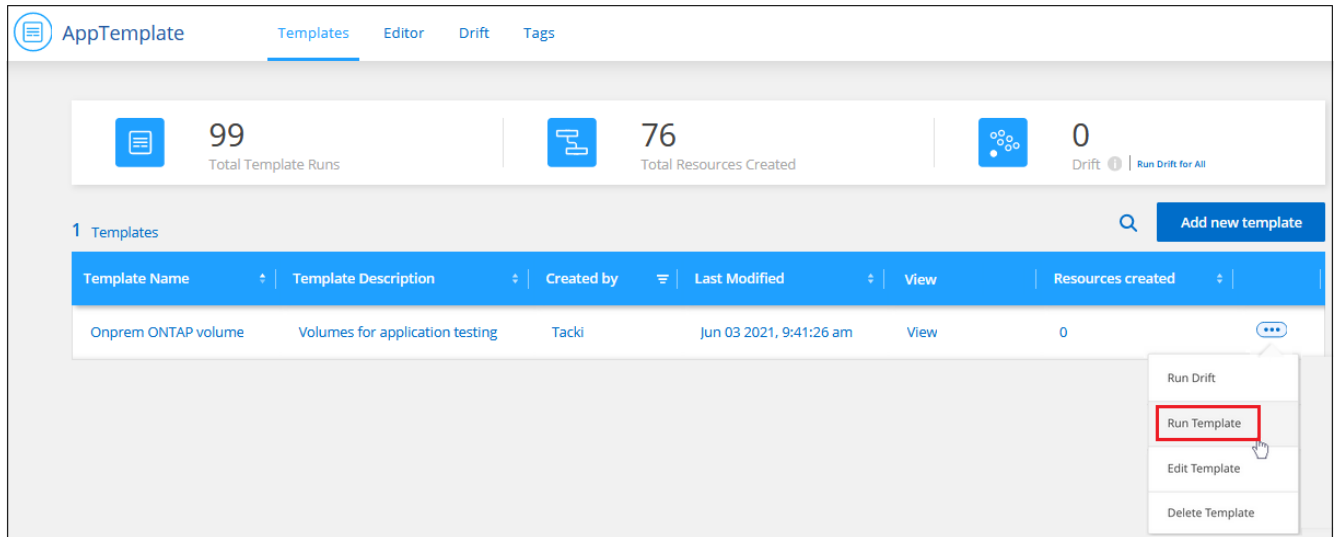 AppTemplate Templates Editor Drift Tags
99 76 0
Total Template Runs Total Resources Created Drift Run Drift for All
1 Templates Add new template
Template Name Template Description Created by Last Modified View Resources created
Onprem ONTAP volume Volumes for application testing Tacki Jun 03 2021, 9:41:26 am View 0
Run Drift
Run Template
Edit Template
Delete Template